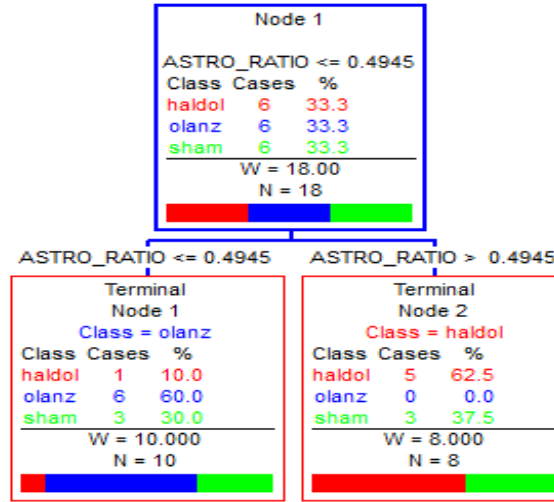 Node 1
ASTRO_RATIO <= 0.4945
Class Cases %
haldol 6 33.3
olanz 6 33.3
sham 6 33.3
W = 18.00
N = 18
ASTRO_RATIO <= 0.4945 ASTRO_RATIO > 0.4945
Terminal
Node 1
Class = olanz
Class Cases %
haldol 1 10.0
olanz 6 60.0
sham 3 30.0
W = 10.000
N = 10
Terminal
Node 2
Class = haldol
Class Cases %
haldol 5 62.5
olanz 0 0.0
sham 3 37.5
W = 8.000
N = 8